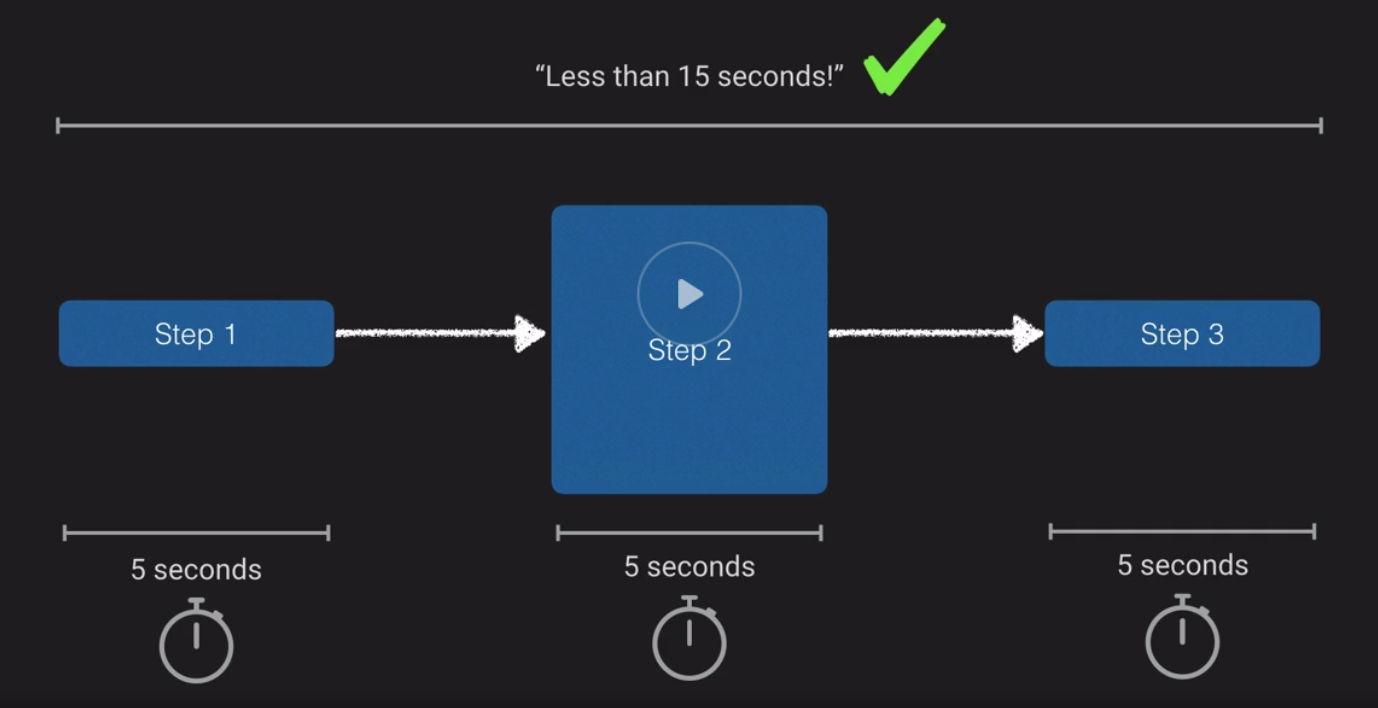 “Less than 15 seconds!”
Step 1
Step 2
Step 3
5 seconds
5 seconds
5 seconds